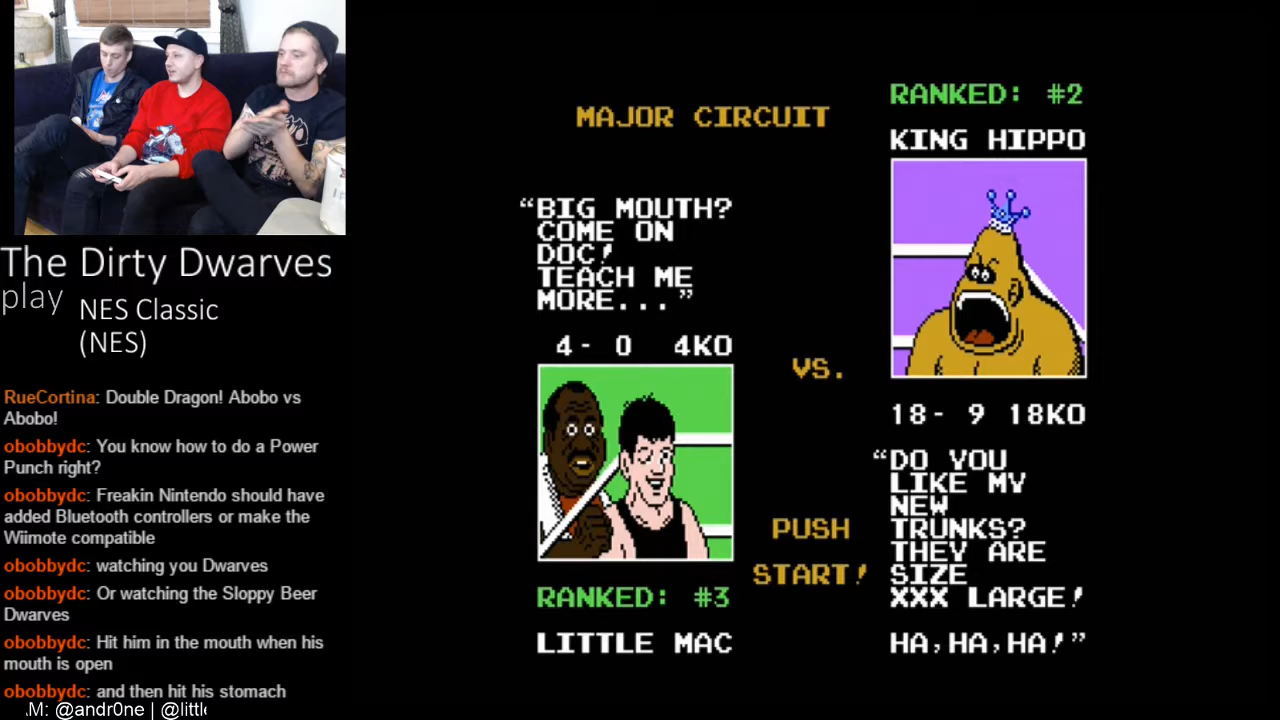 The Dirty Dwarves
play NES Classic
(NES)
RueCortina: Double Dragon! Abobo vs
Abobo!
obobbydc: You know how to do a Power
Punch right?
obobbydc: Freakin Nintendo should have
added Bluetooth controllers or make the
Wiimote compatible
obobbydc: watching you Dwarves
obobbydc: Or watching the Sloppy Beer
Dwarves
obobbydc: Hit him in the mouth when his
mouth is open
obobbydc: and then hit his stomach
M: @andr0ne | @little
MAJOR CIRCUIT
“BIG MOUTH?
COME ON
DOC!
TEACH ME
MORE...”
4- 0 4KO
RANKED: #3
LITTLE MAC
VS.
PUSH
START!
RANKED: #2
KING HIPPO
18- 9 18KO
“DO YOU
LIKE MY
NEW
TRUNKS?
THEY ARE
SIZE
XXX LARGE!
HA,HA,HA!”